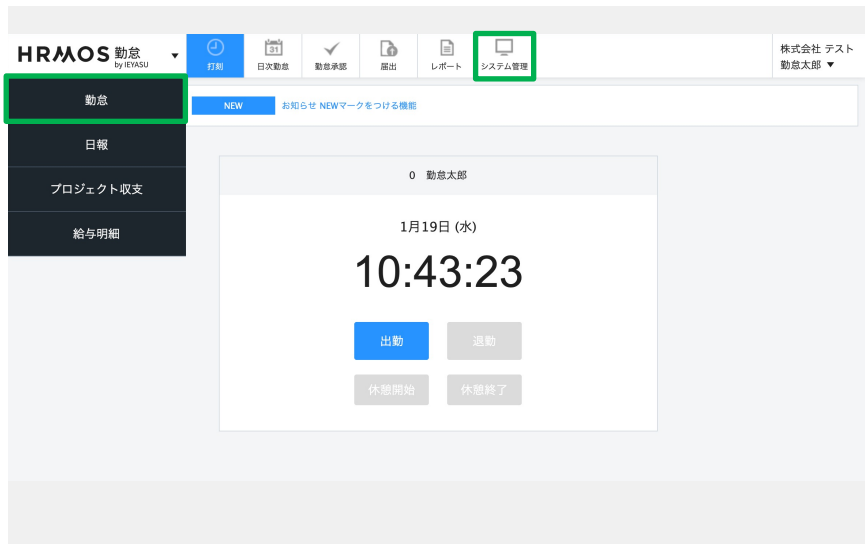 HRMOS 勤怠 ▼
by IEYASU
打刻
31
日次勤怠
勤怠承認
届出
レポート
システム管理
株式会社 テスト
勤怠太郎 ▼
勤怠
日報
プロジェクト収支
給与明細
NEW お知らせ NEWマークをつける機能
0 勤怠太郎
1月19日 (水)
10:43:23
出勤 退勤
休憩開始 休憩終了